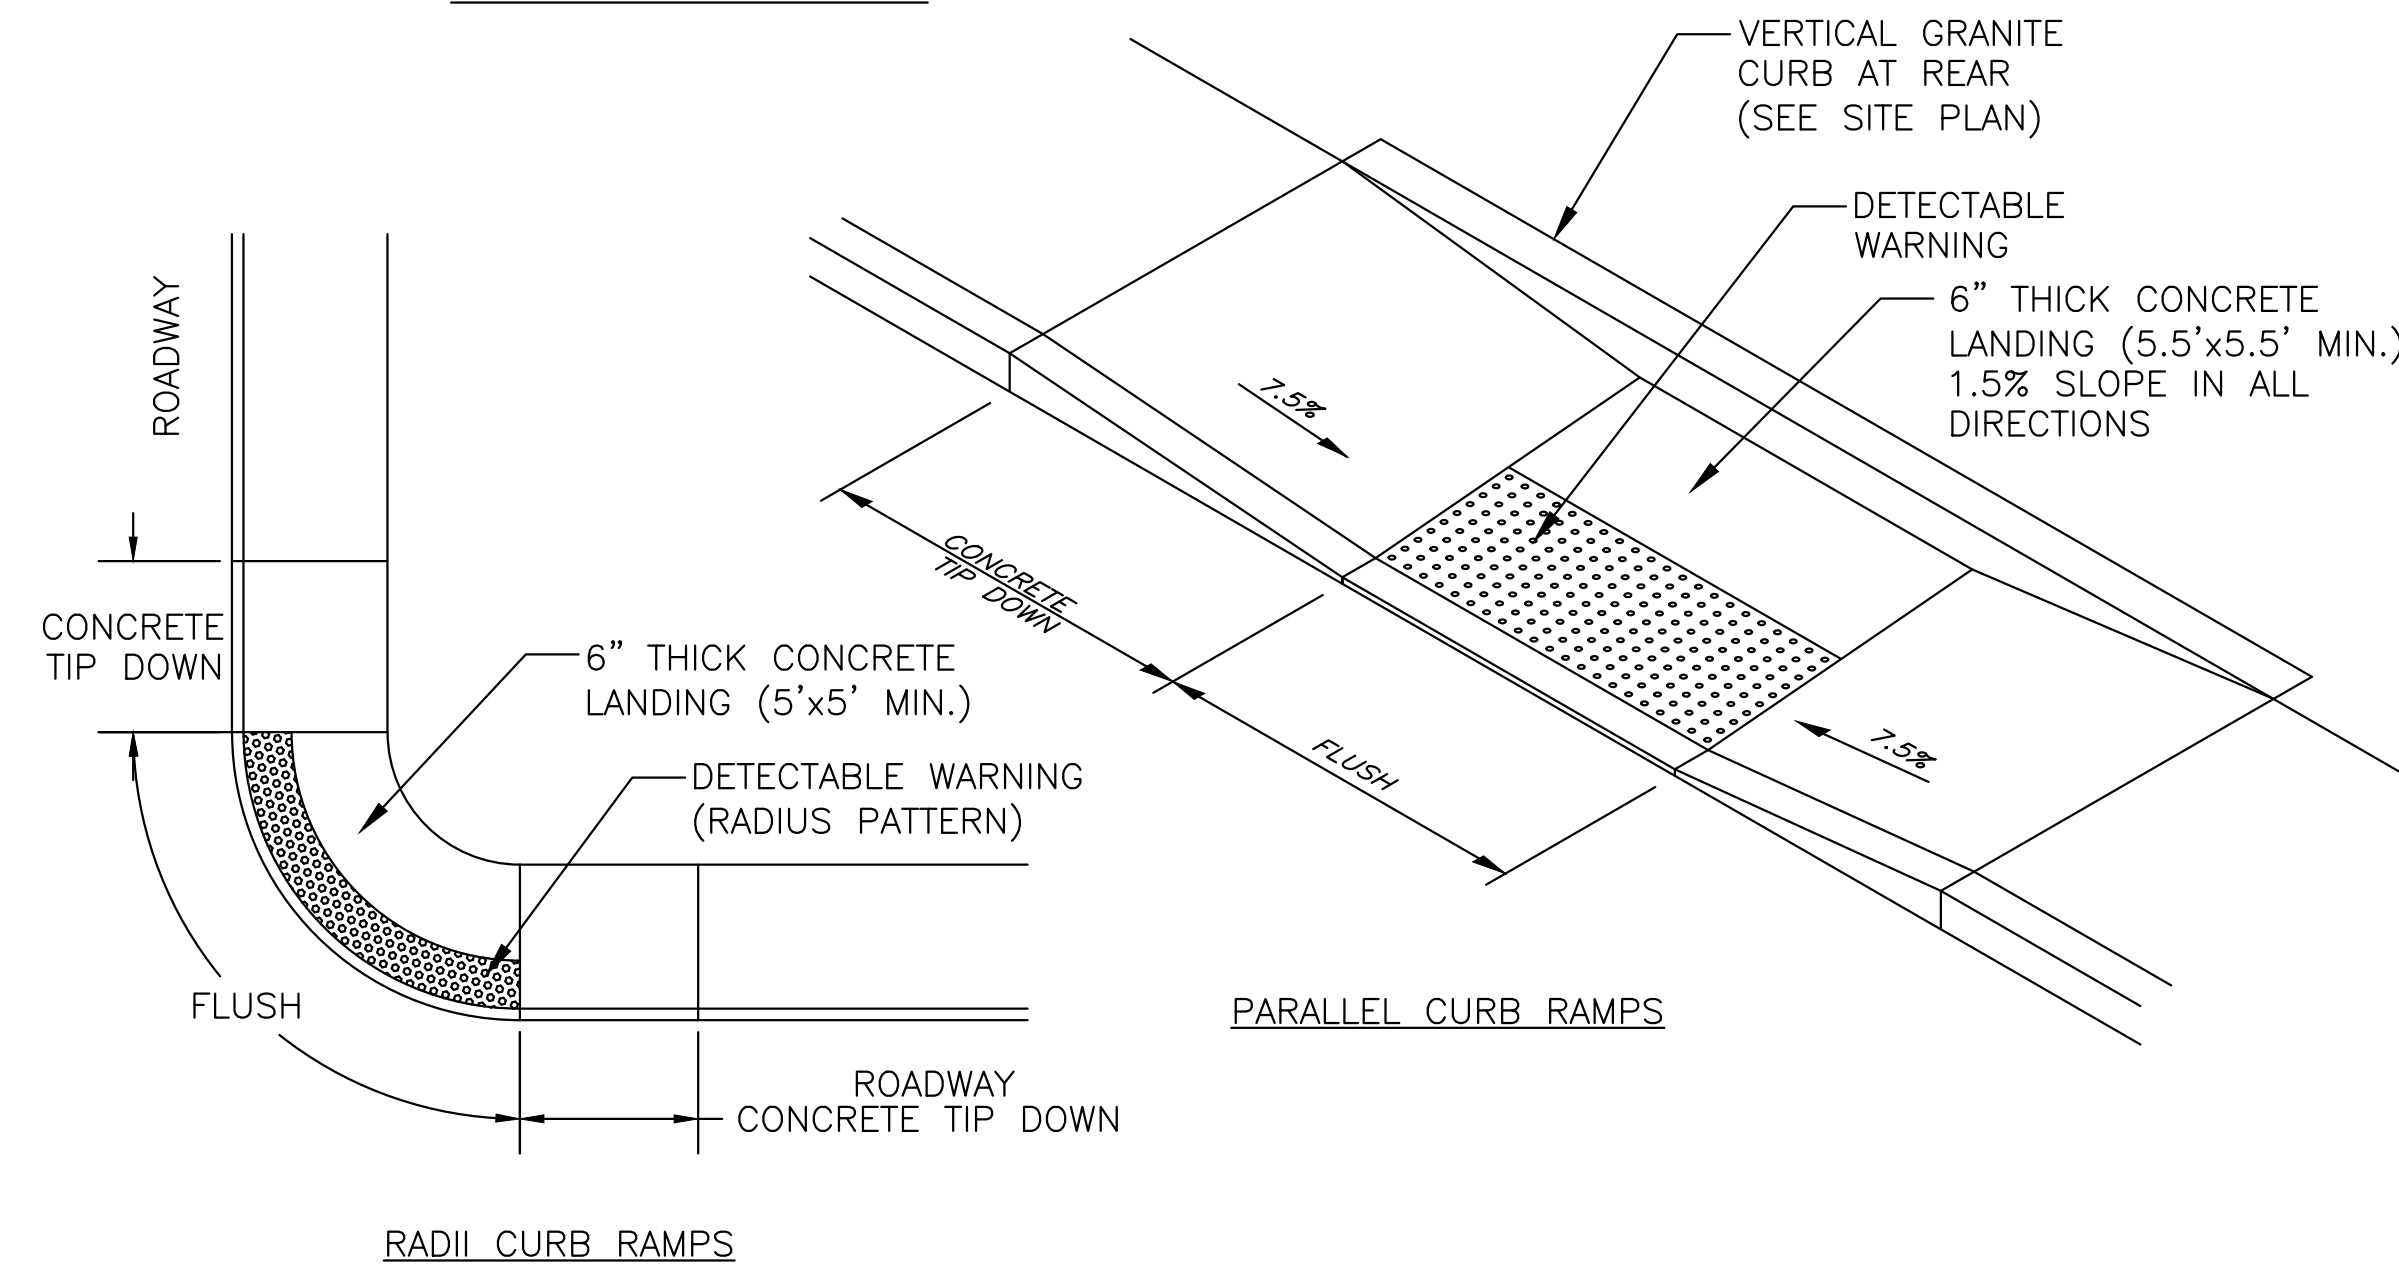 VERTICAL GRANITE
CURB AT REAR
(SEE SITE PLAN)
DETECTABLE
WARNING
6” THICK CONCRETE
LANDING (5.5’x5.5’ MIN.)
1.5% SLOPE IN ALL
DIRECTIONS
7.5%
CONCRETE
TIP DOWN
FLUSH
7.5%
PARALLEL CURB RAMPS
ROADWAY
CONCRETE
TIP DOWN
6” THICK CONCRETE
LANDING (5’x5’ MIN.)
DETECTABLE WARNING
(RADIUS PATTERN)
FLUSH
ROADWAY
CONCRETE TIP DOWN
RADII CURB RAMPS